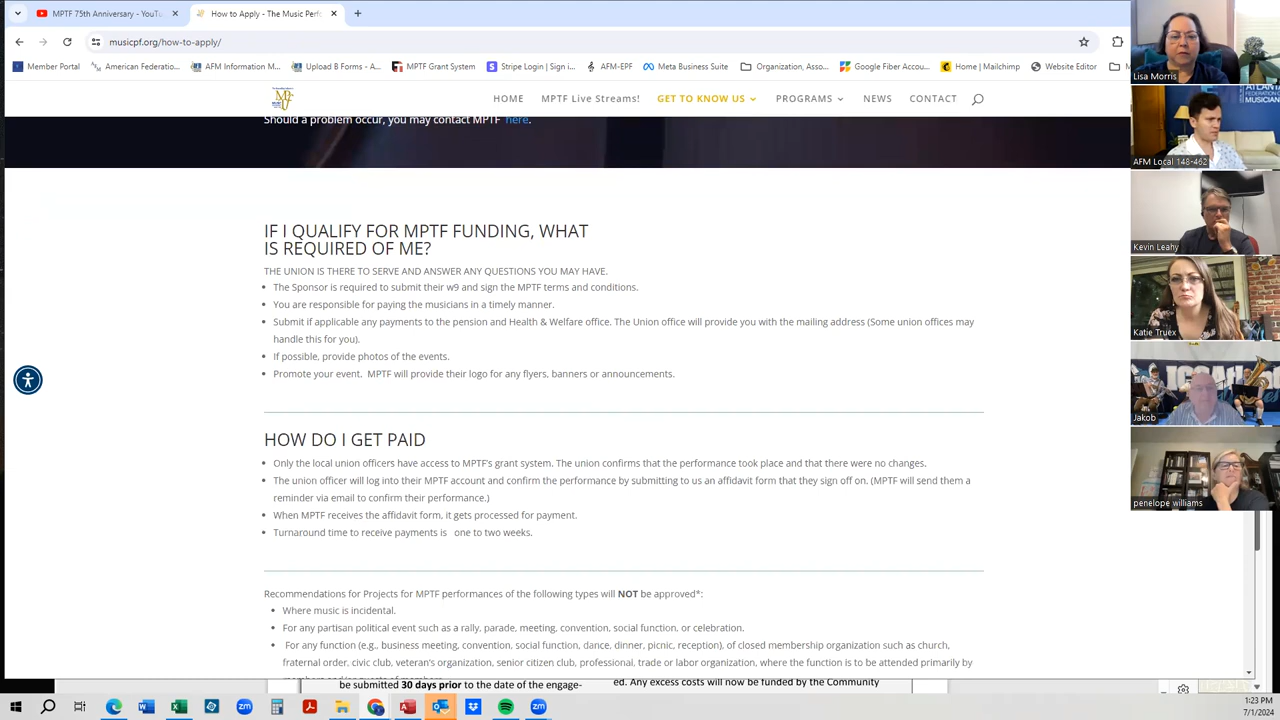 MPTF 75th Anniversary - YouTu
How to Apply - The Music Perfo
musicpf.org/how-to-apply/
Member Portal
American Federatio...
AFM Information M...
Upload B Forms - A...
MPTF Grant System
Stripe Login | Sign i...
AFM-EPF
Meta Business Suite
Organization, Asso...
Google Fiber Accou...
Home | Mailchimp
Website Editor
HOME
Mptf Live Streams!
GET TO KNOW US
PROGRAMS
NEWS
CONTACT
Should a problem occur, you may contact MPTF here.
IF I QUALIFY FOR MPTF FUNDING, WHAT
IS REQUIRED OF ME?
THE UNION IS THERE TO SERVE AND ANSWER ANY QUESTIONS YOU MAY HAVE.
The Sponsor is required to submit their w9 and sign the MPTF terms and conditions.
You are responsible for paying the musicians in a timely manner.
Submit if applicable any payments to the pension and Health & Welfare office. The Union office will provide you with the mailing address (Some union offices may
handle this for you).
If possible, provide photos of the events.
Promote your event. MPTF will provide their logo for any flyers, banners or announcements.
HOW DO I GET PAID
Only the local union officers have access to MPTF's grant system. The union confirms that the performance took place and that there were no changes.
The union officer will log into their MPTF account and confirm the performance by submitting to us an affidavit form that they sign off on. (MPTF will send them a
reminder via email to confirm their performance.)
When MPTF receives the affidavit form it gets processed for payment.
Turnaround time to receive payments is one to two weeks.
Recommendations for Projects for MPTF performances of the following types will NOT be approved*:
Where music is incidental.
For any partisan political event such as a rally, parade, meeting, convention, social function, or celebration.
For any function (e.g., business meeting, convention, social function, dance, dinner, picnic, reception), of closed membership organization such as church,
fraternal order, civic club, veteran's organization, senior citizen club, professional, trade or labor organization, where the function is to be attended primarily by
be submitted 30 days prior to the date of the engage-
ed. Any excess costs will now be funded by the Community
Lisa Morris
ATLANTA
FEDERATION OF
MUSICIANS
AFM Local 148-462
Kevin Leahy
Katie Truex
Jakob
penelope williams
1:23 PM
7/1/2024